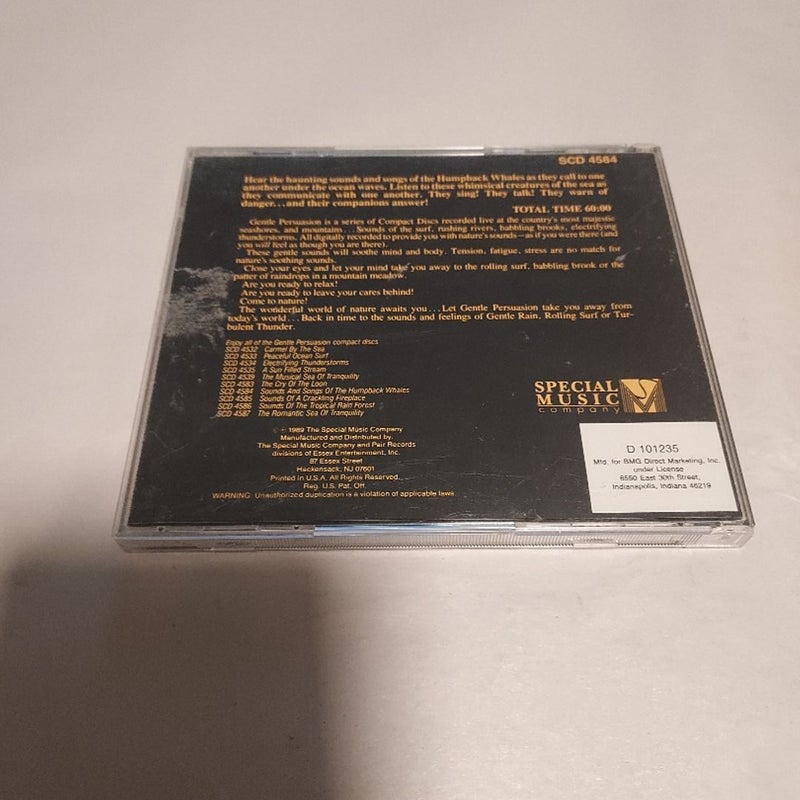 SCD 4584
Hear the haunting sounds and songs of the Humpback Whales as they call to one
another under the ocean waves. Listen to these whimsical creatures of the sea as
they communicate with one another. They sing! They talk! They warn of
danger...and their companions answer!
TOTAL TIME 60:00
Gentle Persuasion is a series of Compact Discs recorded live at the country's most majestic
seashores, and mountains...Sounds of the surf, rushing rivers, babbling brooks, electrifying
thunderstorms. All digitally recorded to provide you with nature's sounds—as if you were there (and
you will feel as though you are there).
These gentle sounds will soothe mind and body. Tension, fatigue, stress are no match for
nature's soothing sounds.
Close your eyes and let your mind take you away to the rolling surf, babbling brook or the
patter of raindrops in a mountain meadow.
Are you ready to relax!
Are you ready to leave your cares behind!
Come to nature!
The wonderful world of nature awaits you...Let Gentle Persuasion take you away from
today's world...Back in time to the sounds and feelings of Gentle Rain, Rolling Surf or Tur-
bulent Thunder.
Enjoy all of the Gentle Persuasion compact discs
SCD 4532 Carmel By The Sea
SCD 4533 Peaceful Ocean Surf
SCD 4534 Electrifying Thunderstorms
SCD 4535 A Sun Filled Stream
SCD 4539 The Musical Sea Of Tranquility
SCD 4583 The Cry Of The Loon
SCD 4584 Sounds And Songs Of The Humpback Whales
SCD 4585 Sounds Of A Crackling Fireplace
SCD 4586 Sounds Of The Tropical Rain Forest
SCD 4587 The Romantic Sea Of Tranquility
SPECIAL
MUSIC
company
© ℗ 1989 The Special Music Company
Manufactured and Distributed by,
The Special Music Company and Peir Records
divisions of Essex Entertainment, Inc.
87 Essex Street
Hackensack, NJ 07601
Printed in U.S.A. All Rights Reserved.
Reg. U.S. Pat. Off.
WARNING: Unauthorized duplication is a violation of applicable laws
D 101235
Mfd. for BMG Direct Marketing, Inc.
under License
6550 East 30th Street,
Indianapolis, Indiana 46219